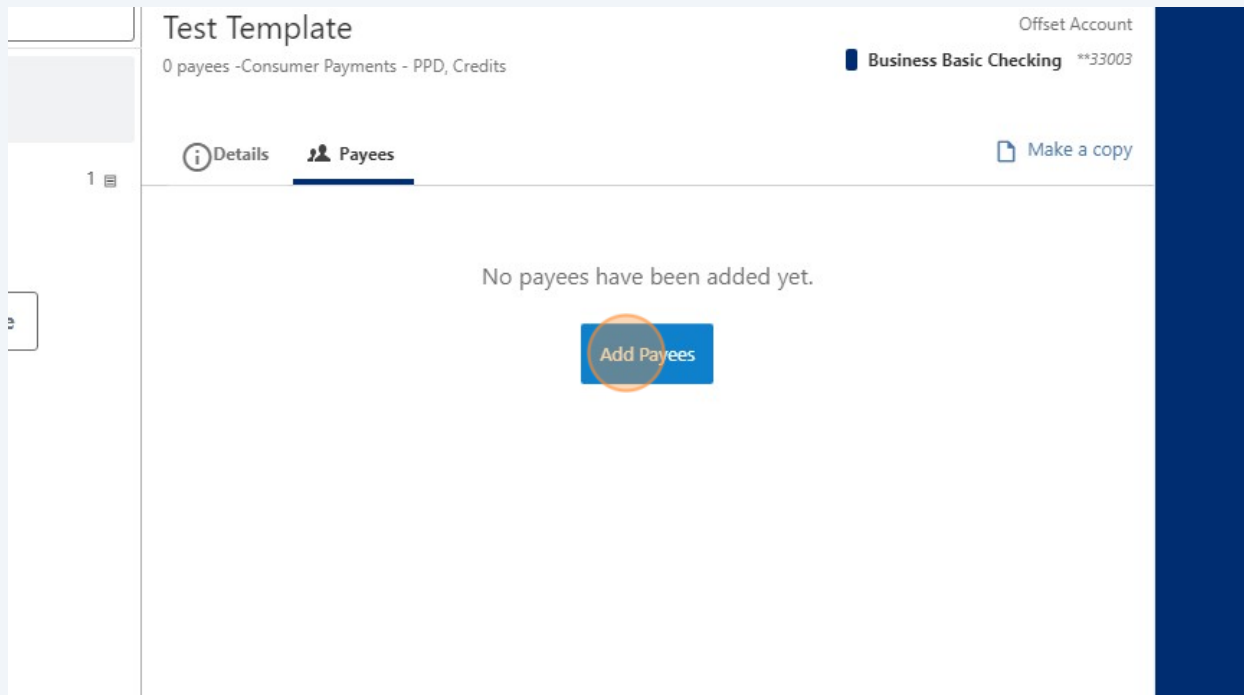 Test Template
Offset Account
0 payees -Consumer Payments - PPD, Credits
Business Basic Checking **33003
Details Payees
Make a copy
1
No payees have been added yet.
Add Payees